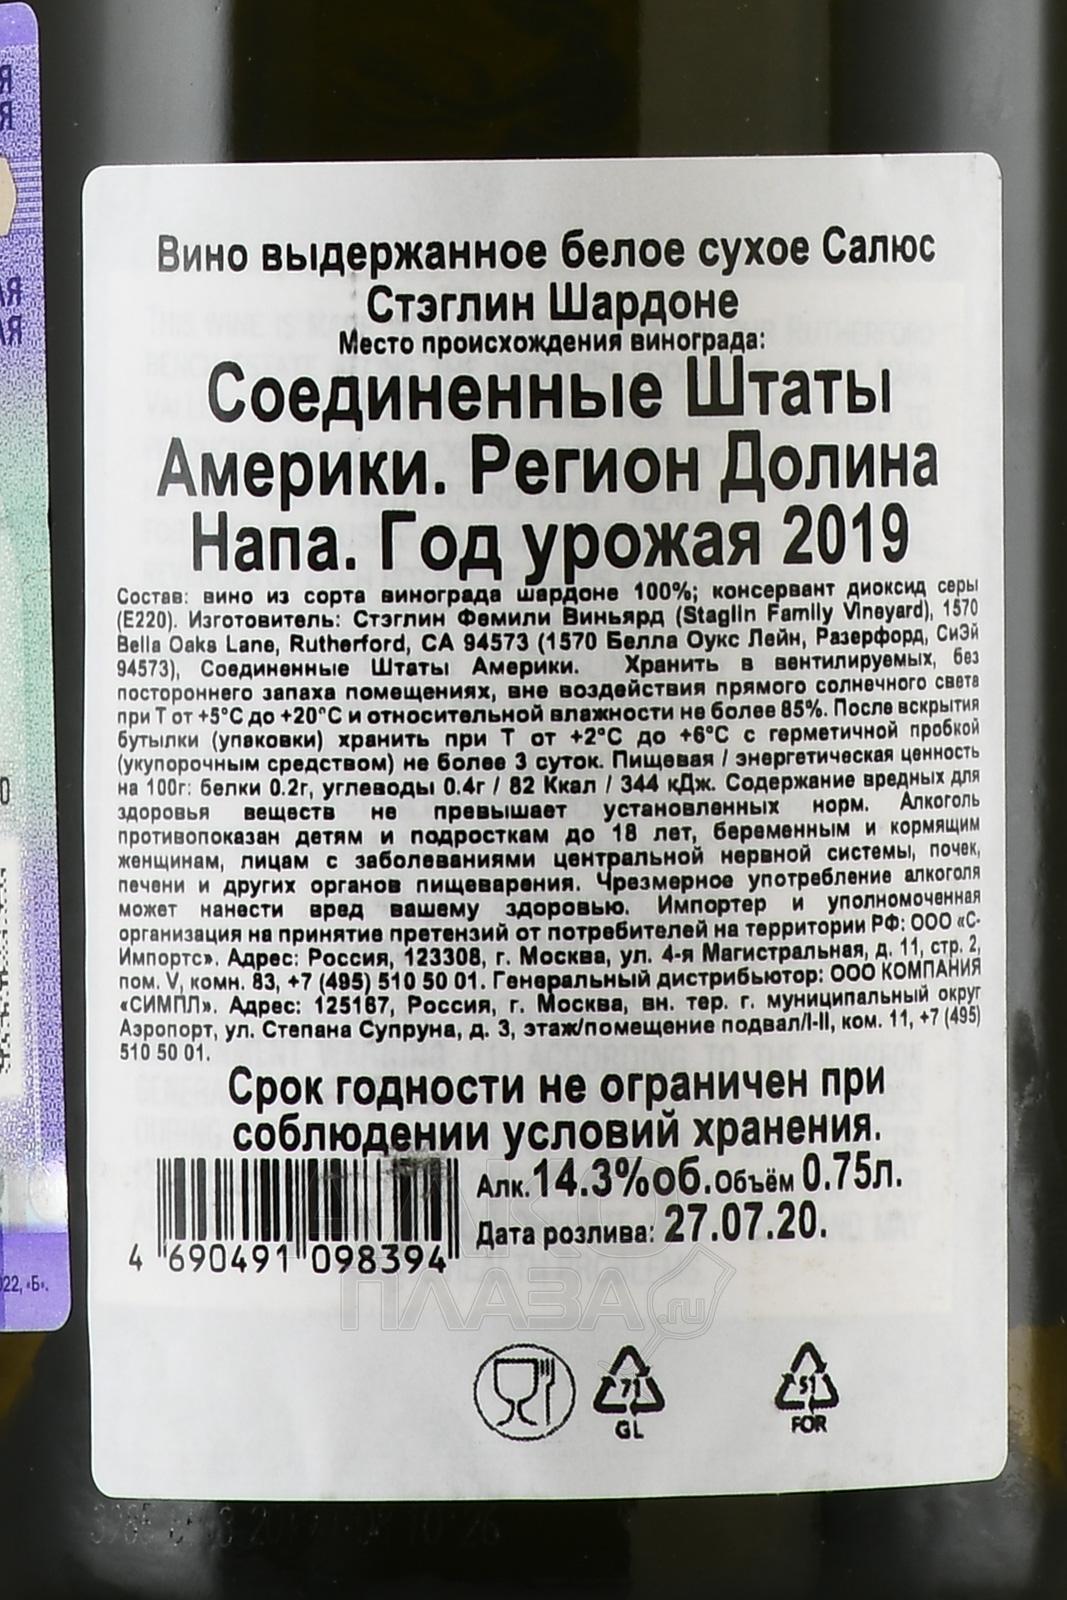 Вино выдержанное белое сухое Салюс
Стэглин Шардоне
Место происхождения винограда:
Соединенные Штаты
Америки. Регион Долина
Напа. Год урожая 2019
Состав: вино из сорта винограда шардоне 100%; консервант диоксид серы
(Е220). Изготовитель: Стэглин Фемили Виньярд (Staglin Family Vineyard), 1570
Bella Oaks Lane, Rutherford, CA 94573 (1570 Белла Оукс Лейн, Разерфорд, СиЭй
94573), Соединенные Штаты Америки. Хранить в вентилируемых, без
постороннего запаха помещениях, вне воздействия прямого солнечного света
при Т от +5°С до +20°С и относительной влажности не более 85%. После вскрытия
бутылки (упаковки) хранить при Т от +2°С до +6°С с герметичной пробкой
(укупорочным средством) не более 3 суток. Пищевая / энергетическая ценность
на 100г: белки 0.2г, углеводы 0.4г / 82 Ккал / 344 кДж. Содержание вредных для
здоровья веществ не превышает установленных норм. Алкоголь
противопоказан детям и подросткам до 18 лет, беременным и кормящим
женщинам, лицам с заболеваниями центральной нервной системы, почек,
печени и других органов пищеварения. Чрезмерное употребление алкоголя
может нанести вред вашему здоровью. Импортер и уполномоченная
организация на принятие претензий от потребителей на территории РФ: ООО «С-
Импортс». Адрес: Россия, 123308, г. Москва, ул. 4-я Магистральная, д. 11, стр. 2,
пом. V, комн. 83, +7 (495) 510 50 01. Генеральный дистрибьютор: ООО КОМПАНИЯ
«СИМПЛ». Адрес: 125167, Россия, г. Москва, вн. тер. г. муниципальный округ
Аэропорт, ул. Степана Супруна, д. 3, этаж/помещение подвал/I-II, ком. 11, +7 (495)
510 50 01.
Срок годности не ограничен при
соблюдении условий хранения.
Алк.14.3%об.Объём 0.75л.
Дата розлива: 27.07.20.
4 690491 098394
АЛКО
ПЛАЗА.ru
71
GL
51
FOR
022, «Б».